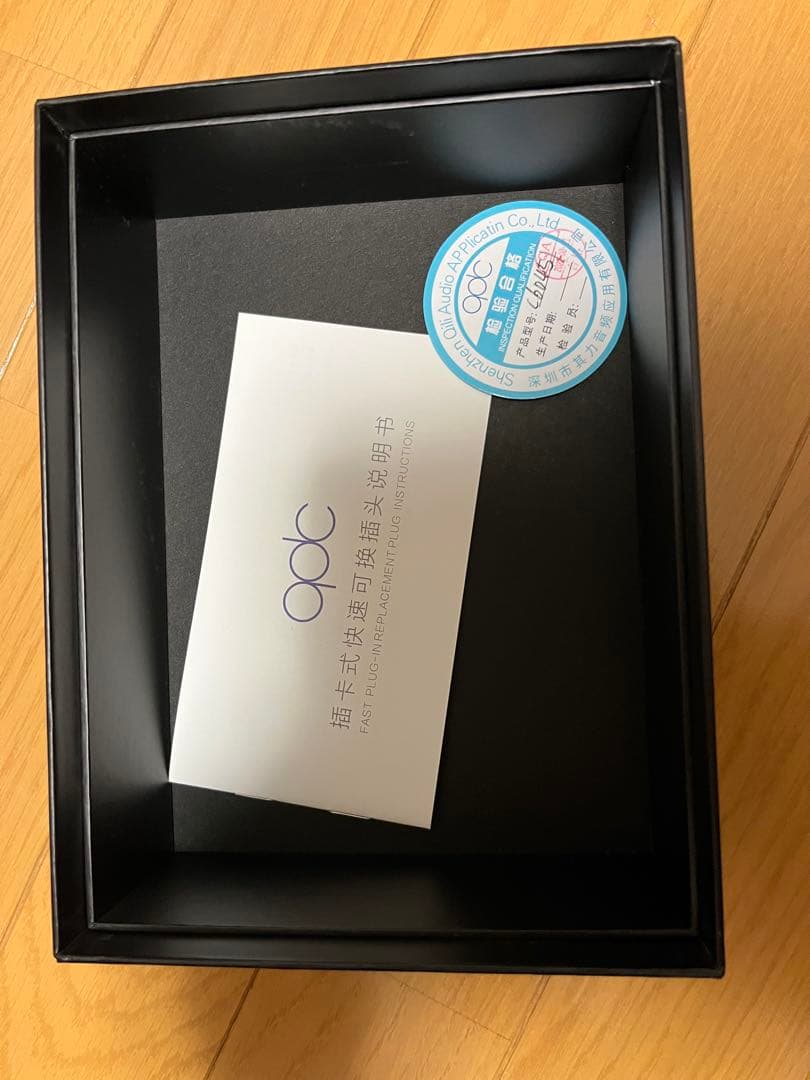 qdc
插卡式快速可换插头说明书
FAST PLUG-IN REPLACEMENT PLUG INSTRUCTIONS
Shenzhen Qili Audio APPlicatin Co.,Ltd
qdc
检验合格
INSPECTION QUALIFICATION
产品型号:
生产日期:
检 验 员:
深圳市其力音频应用有限公司